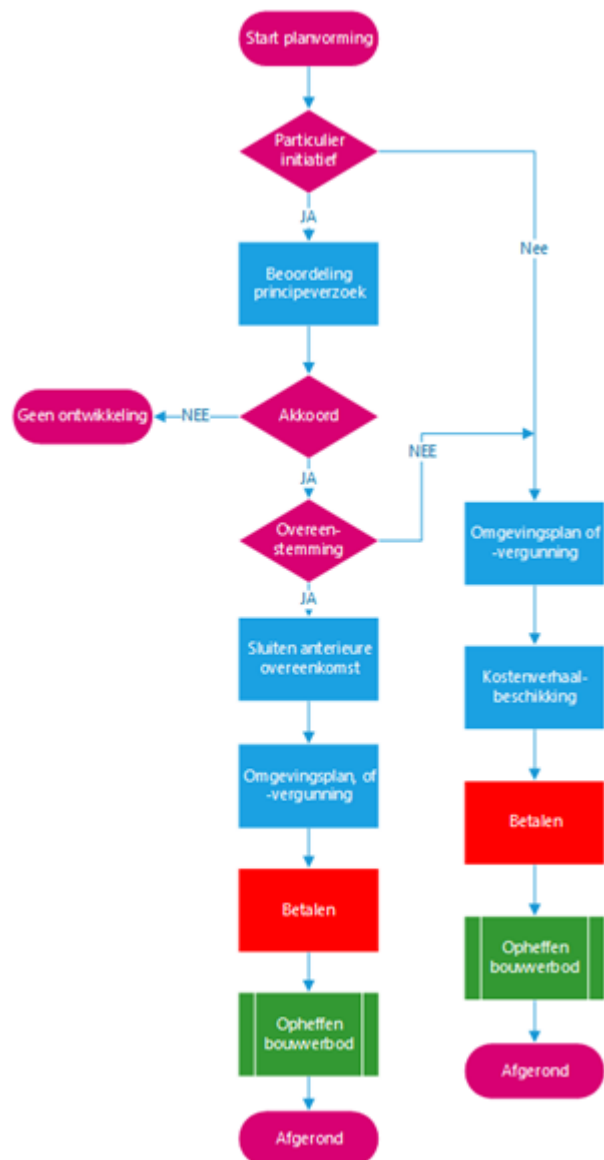 Start planvorming
Particulier
initiatief
JA
Nee
Beoordeling
principeverzoek
Akkoord
NEE
Geen ontwikkeling
JA
NEE
Overeen-
stemming
JA
Sluiten anterieure
overeenkomst
Omgevingsplan, of
-vergunning
Betalen
Opheffen
bouwverbod
Afgerond
Omgevingsplan of
-vergunning
Kostenverhaal-
beschikking
Betalen
Opheffen
bouwverbod
Afgerond